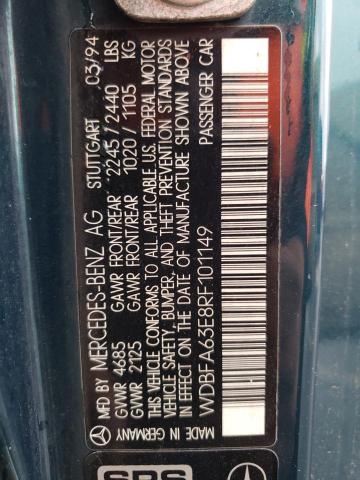 MFD. BY MERCEDES-BENZ AG STUTTGART 03/94
GVWR 4685 GAWR FRONT/REAR 2245/2440 LBS
GVWR 2125 GAWR FRONT/REAR 1020/1105 KG
THIS VEHICLE CONFORMS TO ALL APPLICABLE U.S. FEDERAL MOTOR
VEHICLE SAFETY, BUMPER, AND THEFT PREVENTION STANDARDS
IN EFFECT ON THE DATE OF MANUFACTURE SHOWN ABOVE
WDBFA63E8RF101149 PASSENGER CAR
MADE IN GERMANY
SRS